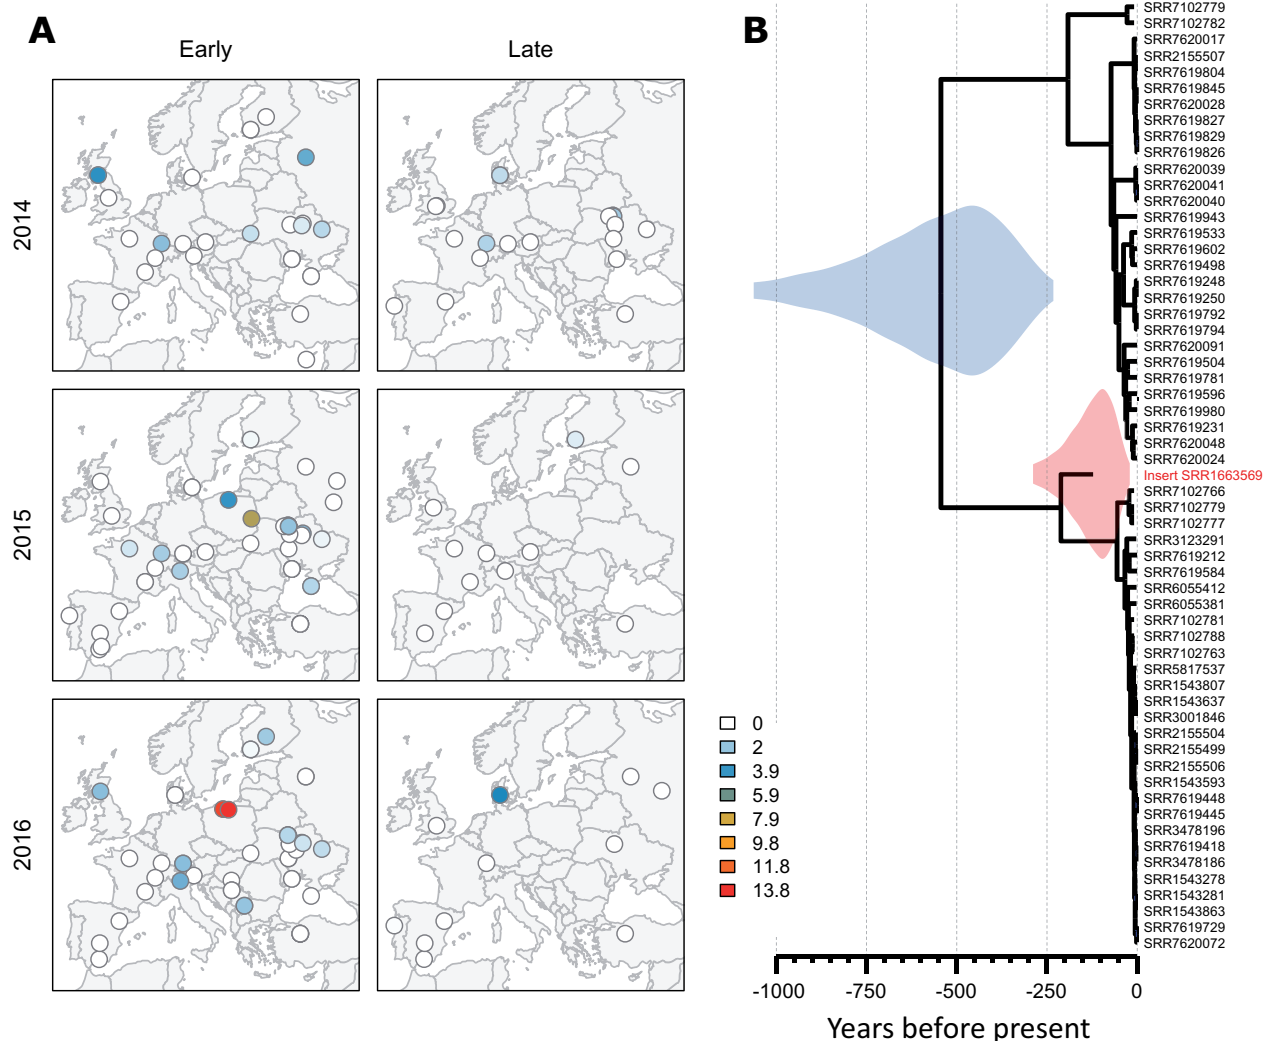 A
Early
Late
2014
2015
2016
0
2
3.9
5.9
7.9
9.8
11.8
13.8
B
SRR7102779
SRR7102782
SRR7620017
SRR2155507
SRR7619804
SRR7619845
SRR7620028
SRR7619827
SRR7619829
SRR7619826
SRR7620039
SRR7620041
SRR7620040
SRR7619943
SRR7619533
SRR7619602
SRR7619498
SRR7619248
SRR7619250
SRR7619792
SRR7619794
SRR7620091
SRR7619504
SRR7619781
SRR7619596
SRR7619980
SRR7619231
SRR7620048
SRR7620024
Insert SRR1663569
SRR7102766
SRR7102779
SRR7102777
SRR3123291
SRR7619212
SRR7619584
SRR6055412
SRR6055381
SRR7102781
SRR7102788
SRR7102763
SRR5817537
SRR1543807
SRR1543637
SRR3001846
SRR2155504
SRR2155499
SRR2155506
SRR1543593
SRR7619448
SRR7619445
SRR3478196
SRR7619418
SRR3478186
SRR1543278
SRR1543281
SRR1543863
SRR7619729
SRR7620072
-1000 -750 -500 -250 0
Years before present